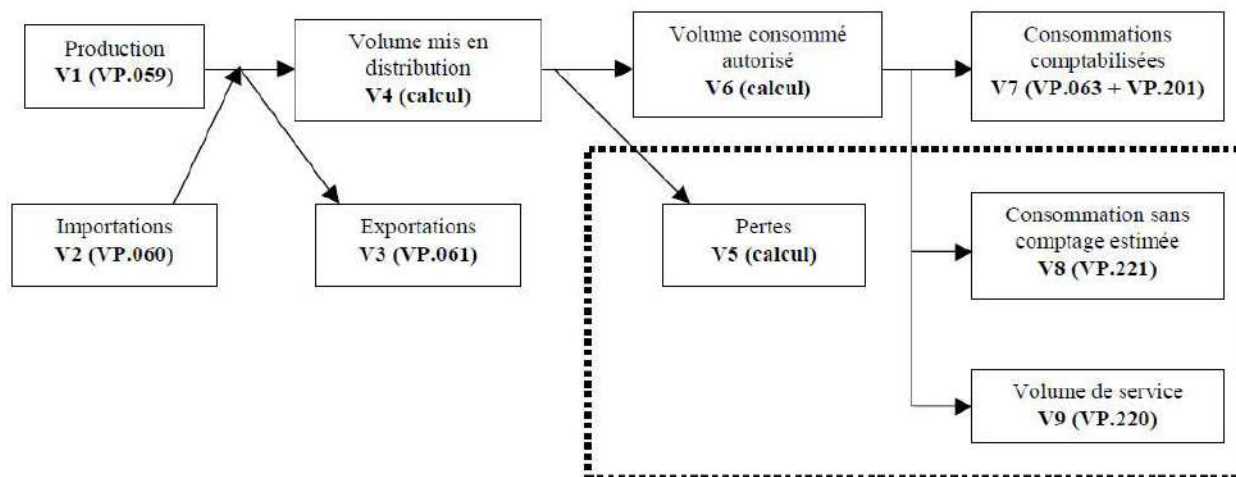 Production
V1 (VP.059)
Volume mis en
distribution
V4 (calcul)
Volume consommé
autorisé
V6 (calcul)
Consommations
comptabilisées
V7 (VP.063 + VP.201)
Importations
V2 (VP.060)
Exportations
V3 (VP.061)
Pertes
V5 (calcul)
Consommation sans
comptage estimée
V8 (VP.221)
Volume de service
V9 (VP.220)